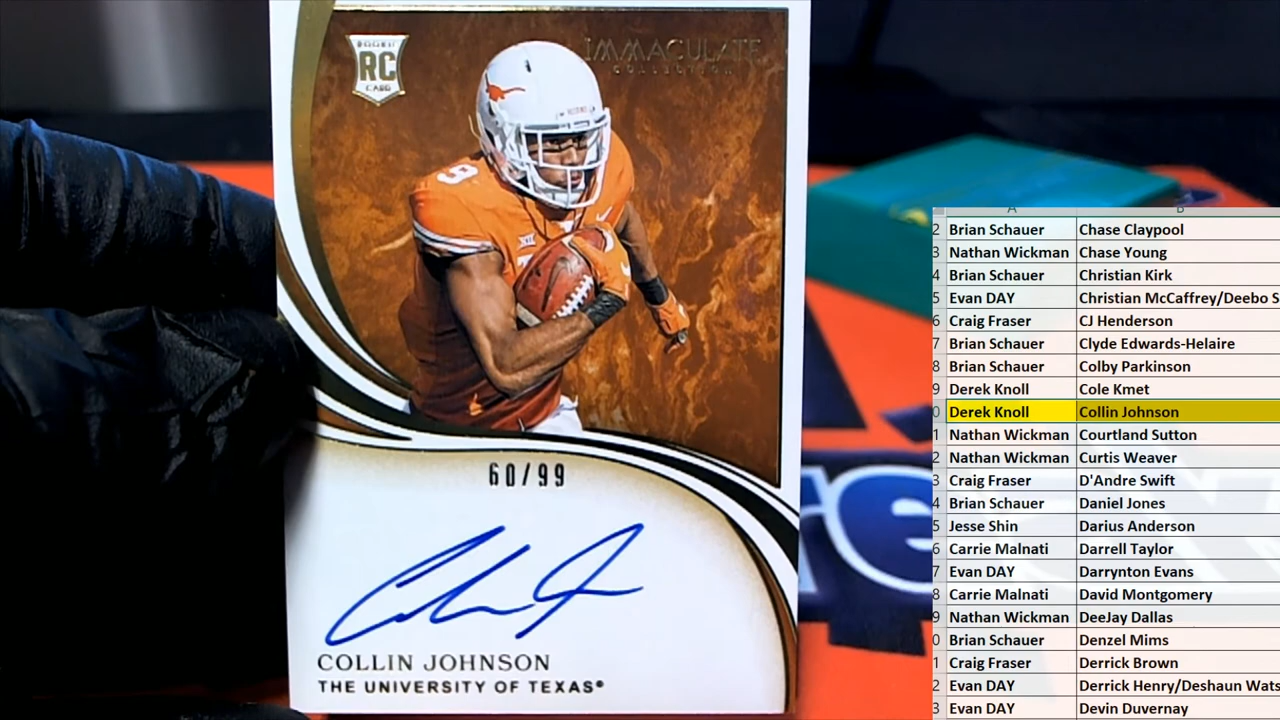 ROOKIE
RC
CARD
IMMACULATE
COLLECTION
9
60/99
COLLIN JOHNSON
THE UNIVERSITY OF TEXAS®
A B
2 Brian Schauer Chase Claypool
3 Nathan Wickman Chase Young
4 Brian Schauer Christian Kirk
5 Evan DAY Christian McCaffrey/Deebo S
6 Craig Fraser CJ Henderson
7 Brian Schauer Clyde Edwards-Helaire
8 Brian Schauer Colby Parkinson
9 Derek Knoll Cole Kmet
0 Derek Knoll Collin Johnson
1 Nathan Wickman Courtland Sutton
2 Nathan Wickman Curtis Weaver
3 Craig Fraser D'Andre Swift
4 Brian Schauer Daniel Jones
5 Jesse Shin Darius Anderson
6 Carrie Malnati Darrell Taylor
7 Evan DAY Darrynton Evans
8 Carrie Malnati David Montgomery
9 Nathan Wickman DeeJay Dallas
0 Brian Schauer Denzel Mims
1 Craig Fraser Derrick Brown
2 Evan DAY Derrick Henry/Deshaun Wats
3 Evan DAY Devin Duvernay